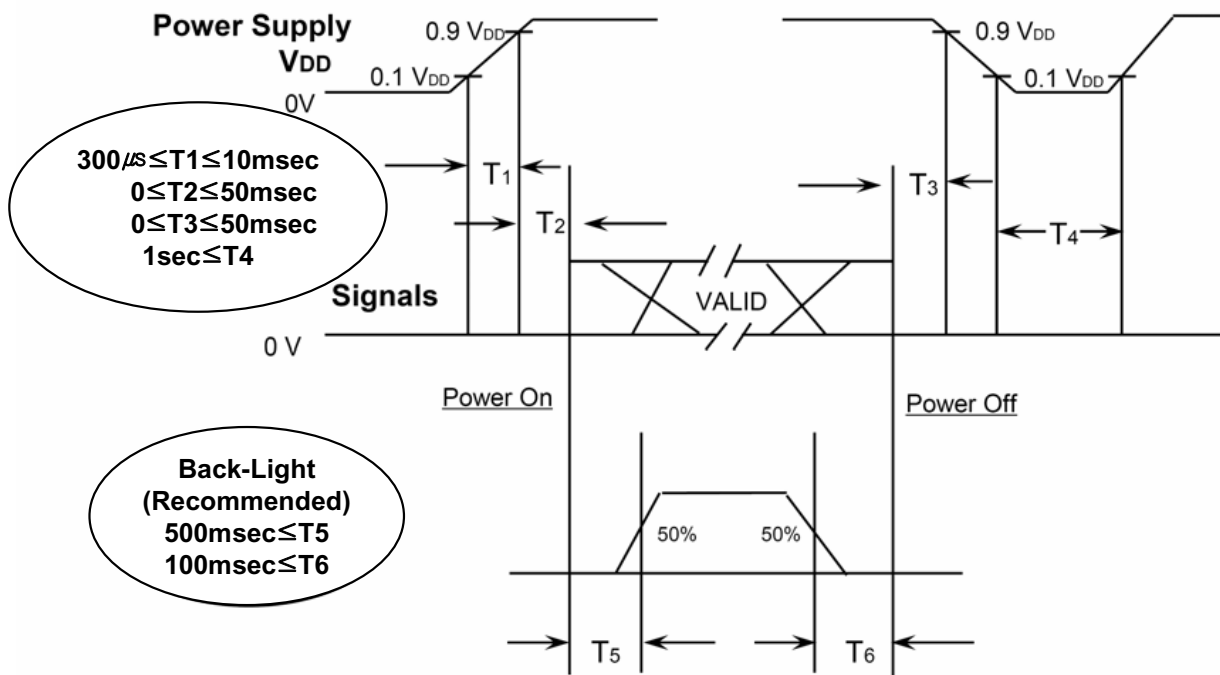 Power Supply
VDD
0.9 VDD
0.1 VDD
0V
0.9 VDD
0.1 VDD
300㎲≤T1≤10msec
0≤T2≤50msec
0≤T3≤50msec
1sec≤T4
T1
T2
T3
T4
Signals
VALID
0 V
Power On
Power Off
Back-Light
(Recommended)
500msec≤T5
100msec≤T6
50%
50%
T5
T6